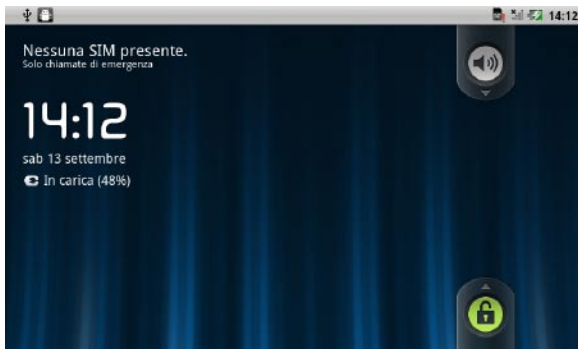 14:12
Nessuna SIM presente.
Solo chiamate di emergenza
14:12
sab 13 settembre
In carica (48%)